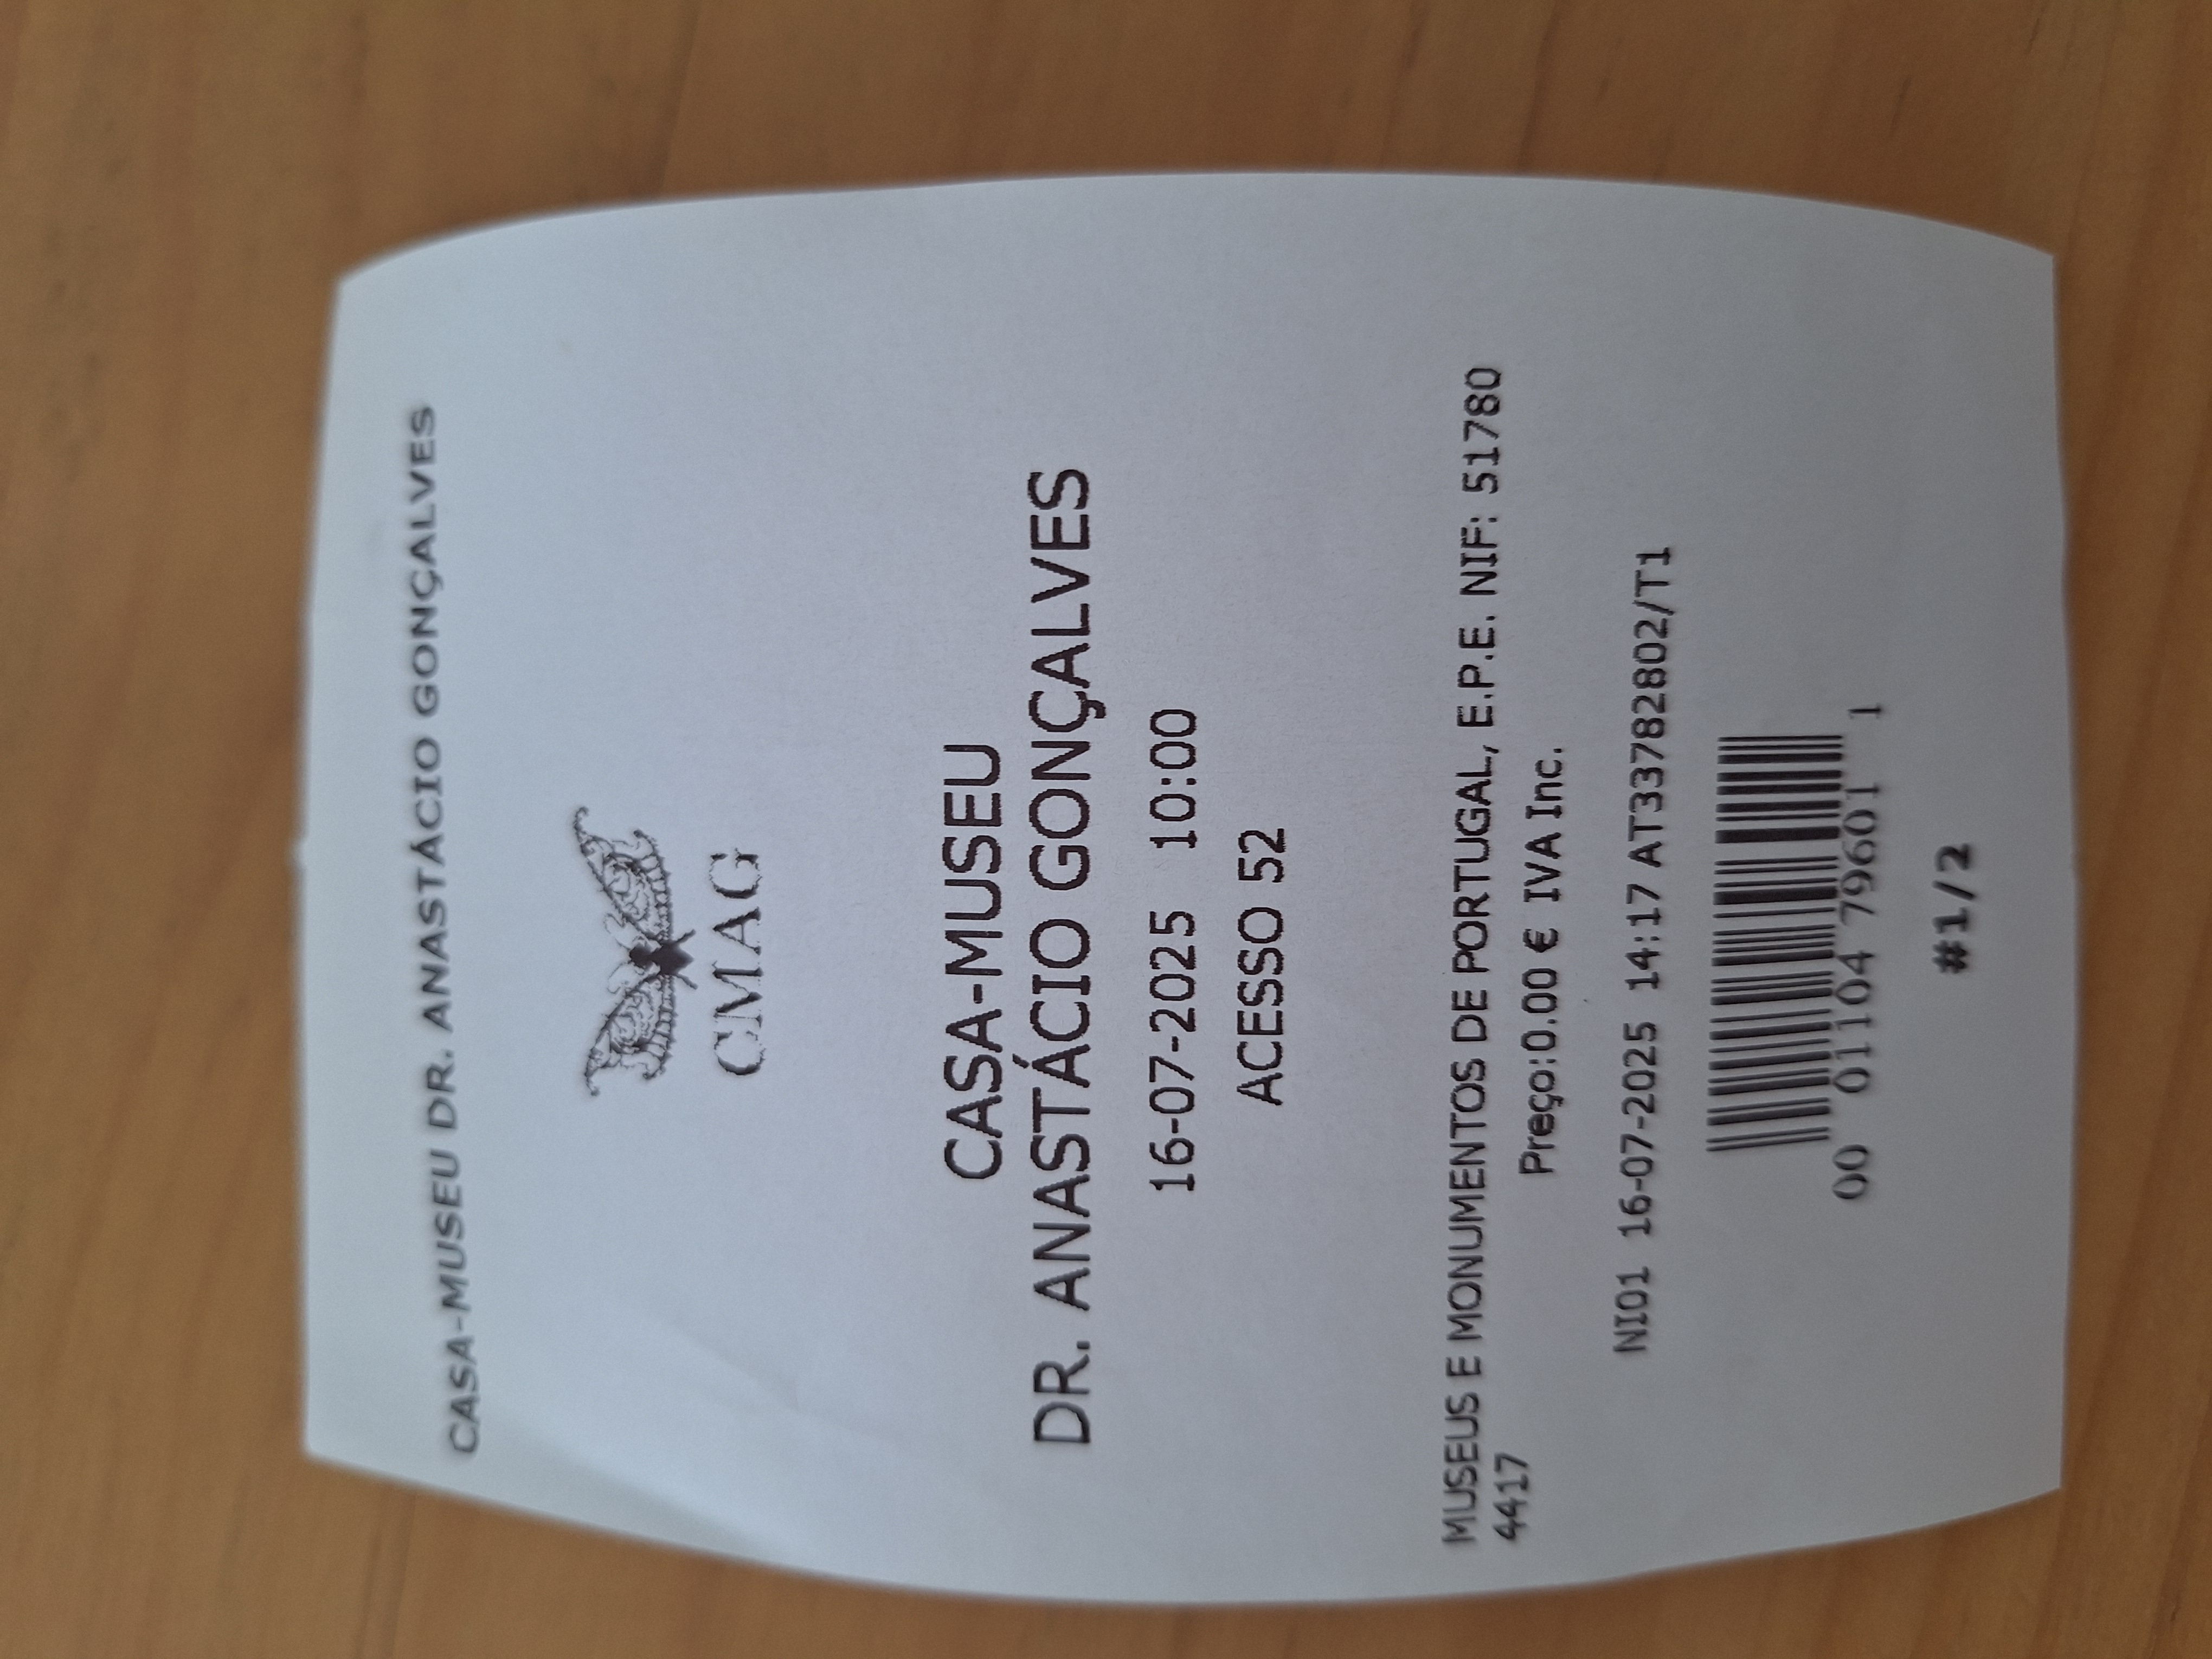 CASA-MUSEU DR. ANASTÁCIO GONÇALVES
CMAG
CASA-MUSEU
DR. ANASTÁCIO GONÇALVES
16-07-2025 10:00
ACESSO 52
MUSEUS E MONUMENTOS DE PORTUGAL, E.P.E. NIF: 51780
4417
Preço:0.00 € IVA Inc.
NI01 16-07-2025 14:17 AT33782802/T1
00 01104 79601 1
#1/2